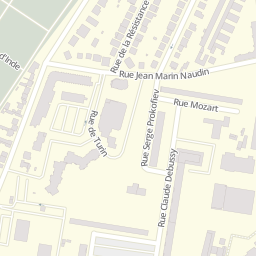 d'inde
Rue de la Résistance
Rue Jean Marin Naudin
Rue Mozart
Rue de Turin
Rue Serge Prokofiev
Rue Claude Debussy